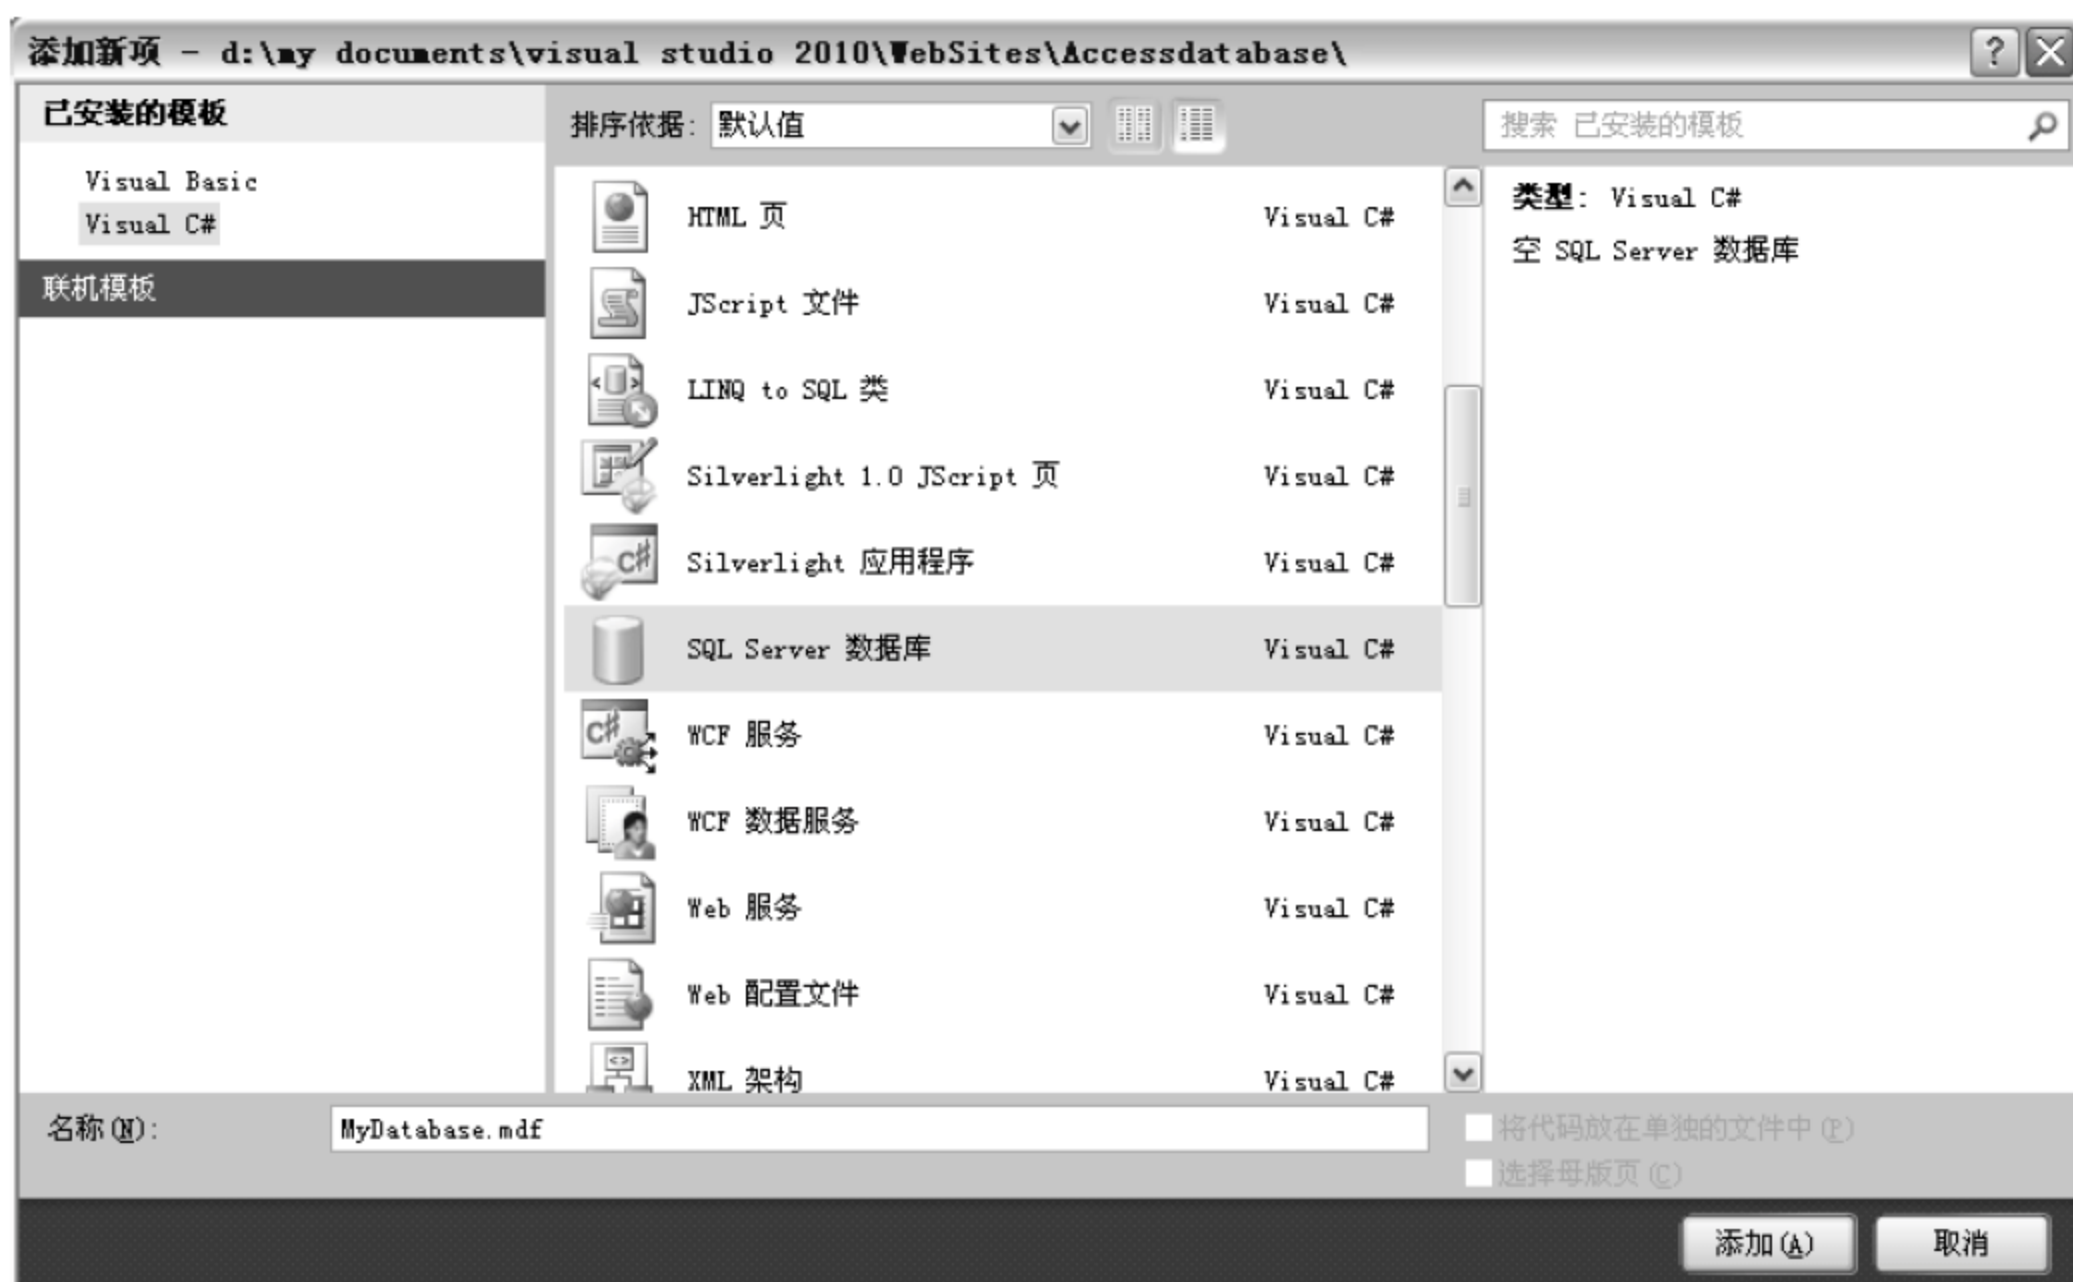 添加新项 - d:\my documents\visual studio 2010\WebSites\Accessdatabase\
已安装的模板
Visual Basic
Visual C#
联机模板
排序依据: 默认值
搜索 已安装的模板
HTML 页 Visual C#
JScript 文件 Visual C#
LINQ to SQL 类 Visual C#
Silverlight 1.0 JScript 页 Visual C#
Silverlight 应用程序 Visual C#
SQL Server 数据库 Visual C#
WCF 服务 Visual C#
WCF 数据服务 Visual C#
Web 服务 Visual C#
Web 配置文件 Visual C#
XML 架构 Visual C#
类型: Visual C#
空 SQL Server 数据库
名称(N): MyDatabase.mdf
将代码放在单独的文件中(P)
选择母版页(C)
添加(A) 取消